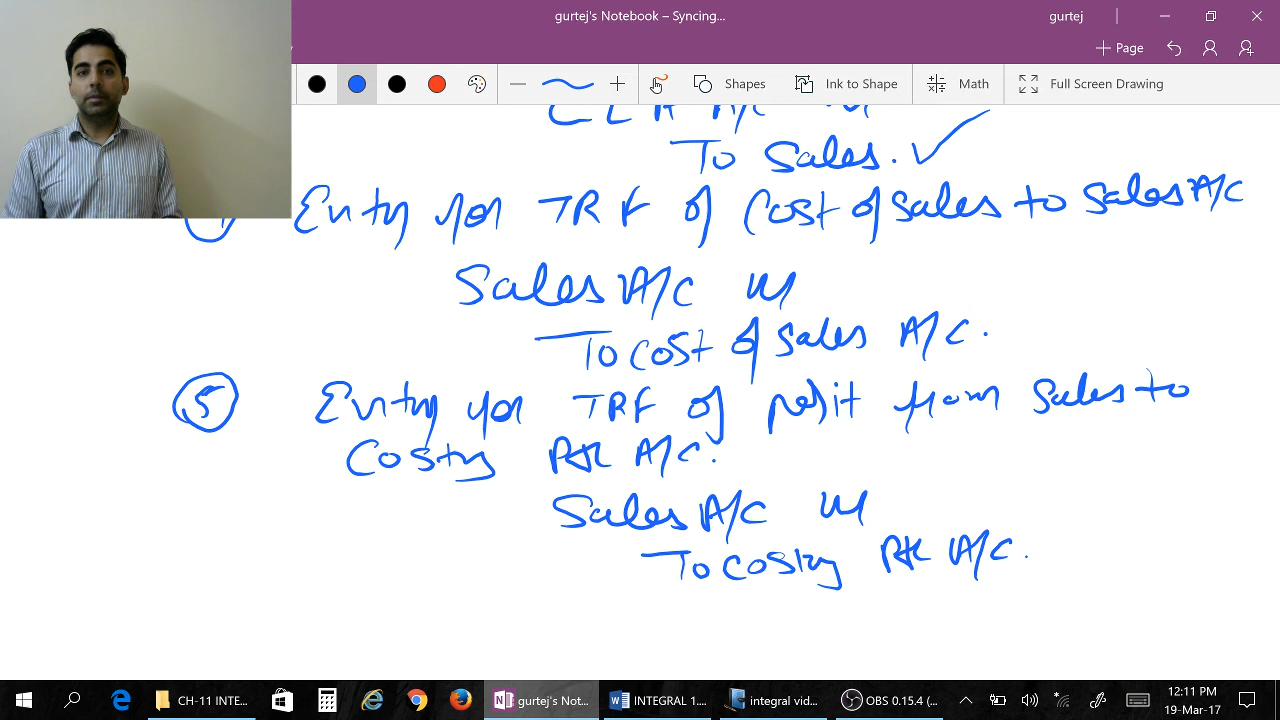 gurtej's Notebook – Syncing...
gurtej
Page
Shapes
Ink to Shape
Math
Full Screen Drawing
A/C
To Sales. ✓
Entry for TRF of Cost of Sales to Sales A/C
Sales A/C Dr
To Cost of Sales A/C.
5 Entry for TRF of profit from Sales to
Costing P&L A/C.
Sales A/C Dr
To Costing P&L A/C.
CH-11 INTE...
gurtej's Not...
INTEGRAL 1....
integral vid...
OBS 0.15.4 (...
12:11 PM
19-Mar-17